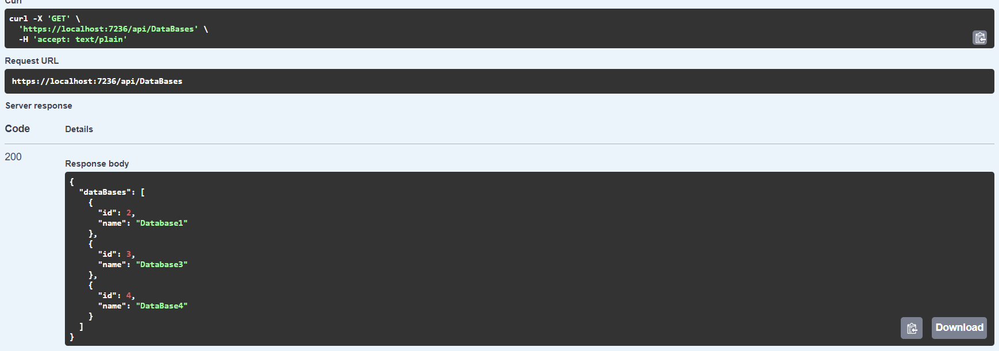 Curl
curl -X 'GET' \
'https://localhost:7236/api/DataBases' \
-H 'accept: text/plain'
Request URL
https://localhost:7236/api/DataBases
Server response
Code Details
200
Response body
{
"dataBases": [
{
"id": 2,
"name": "Database1"
},
{
"id": 3,
"name": "Database3"
},
{
"id": 4,
"name": "DataBase4"
}
]
}
Download